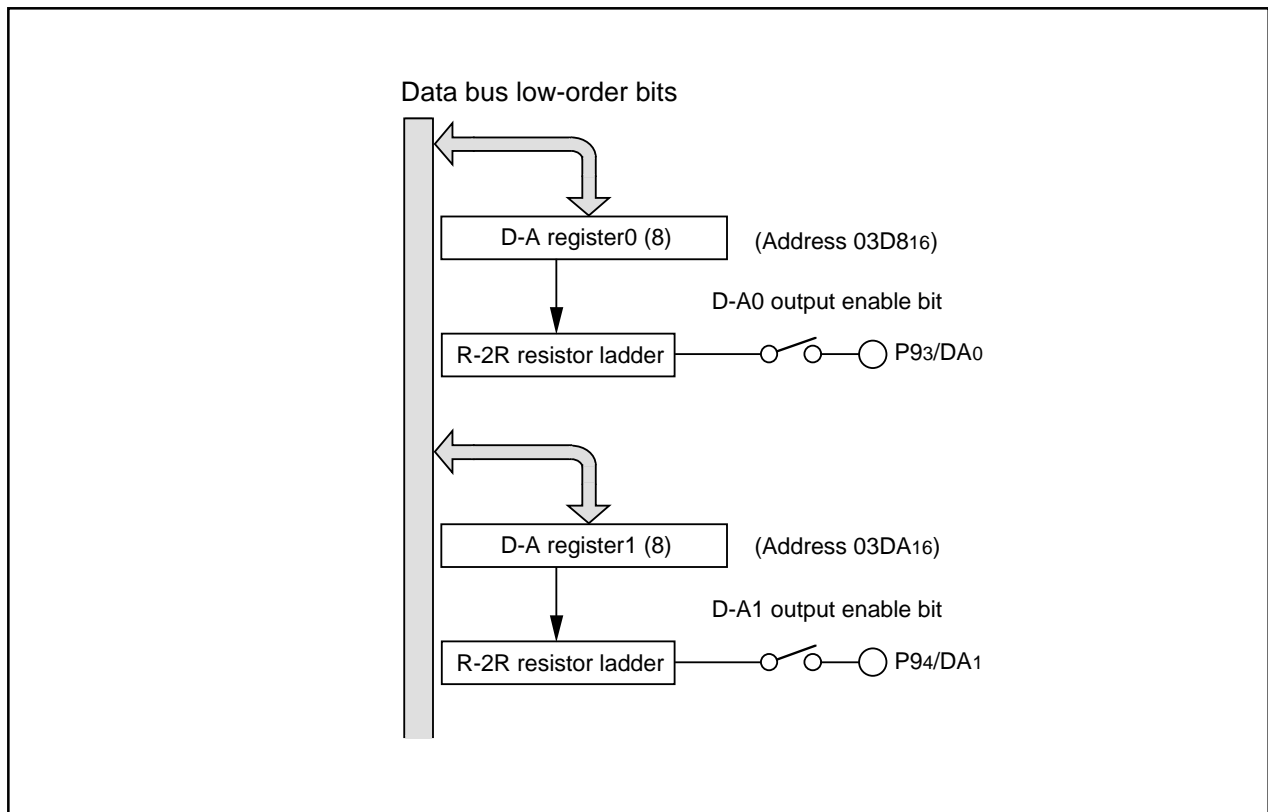 Data bus low-order bits
D-A register0 (8)
(Address 03D816)
D-A0 output enable bit
R-2R resistor ladder
P93/DA0
D-A register1 (8)
(Address 03DA16)
D-A1 output enable bit
R-2R resistor ladder
P94/DA1